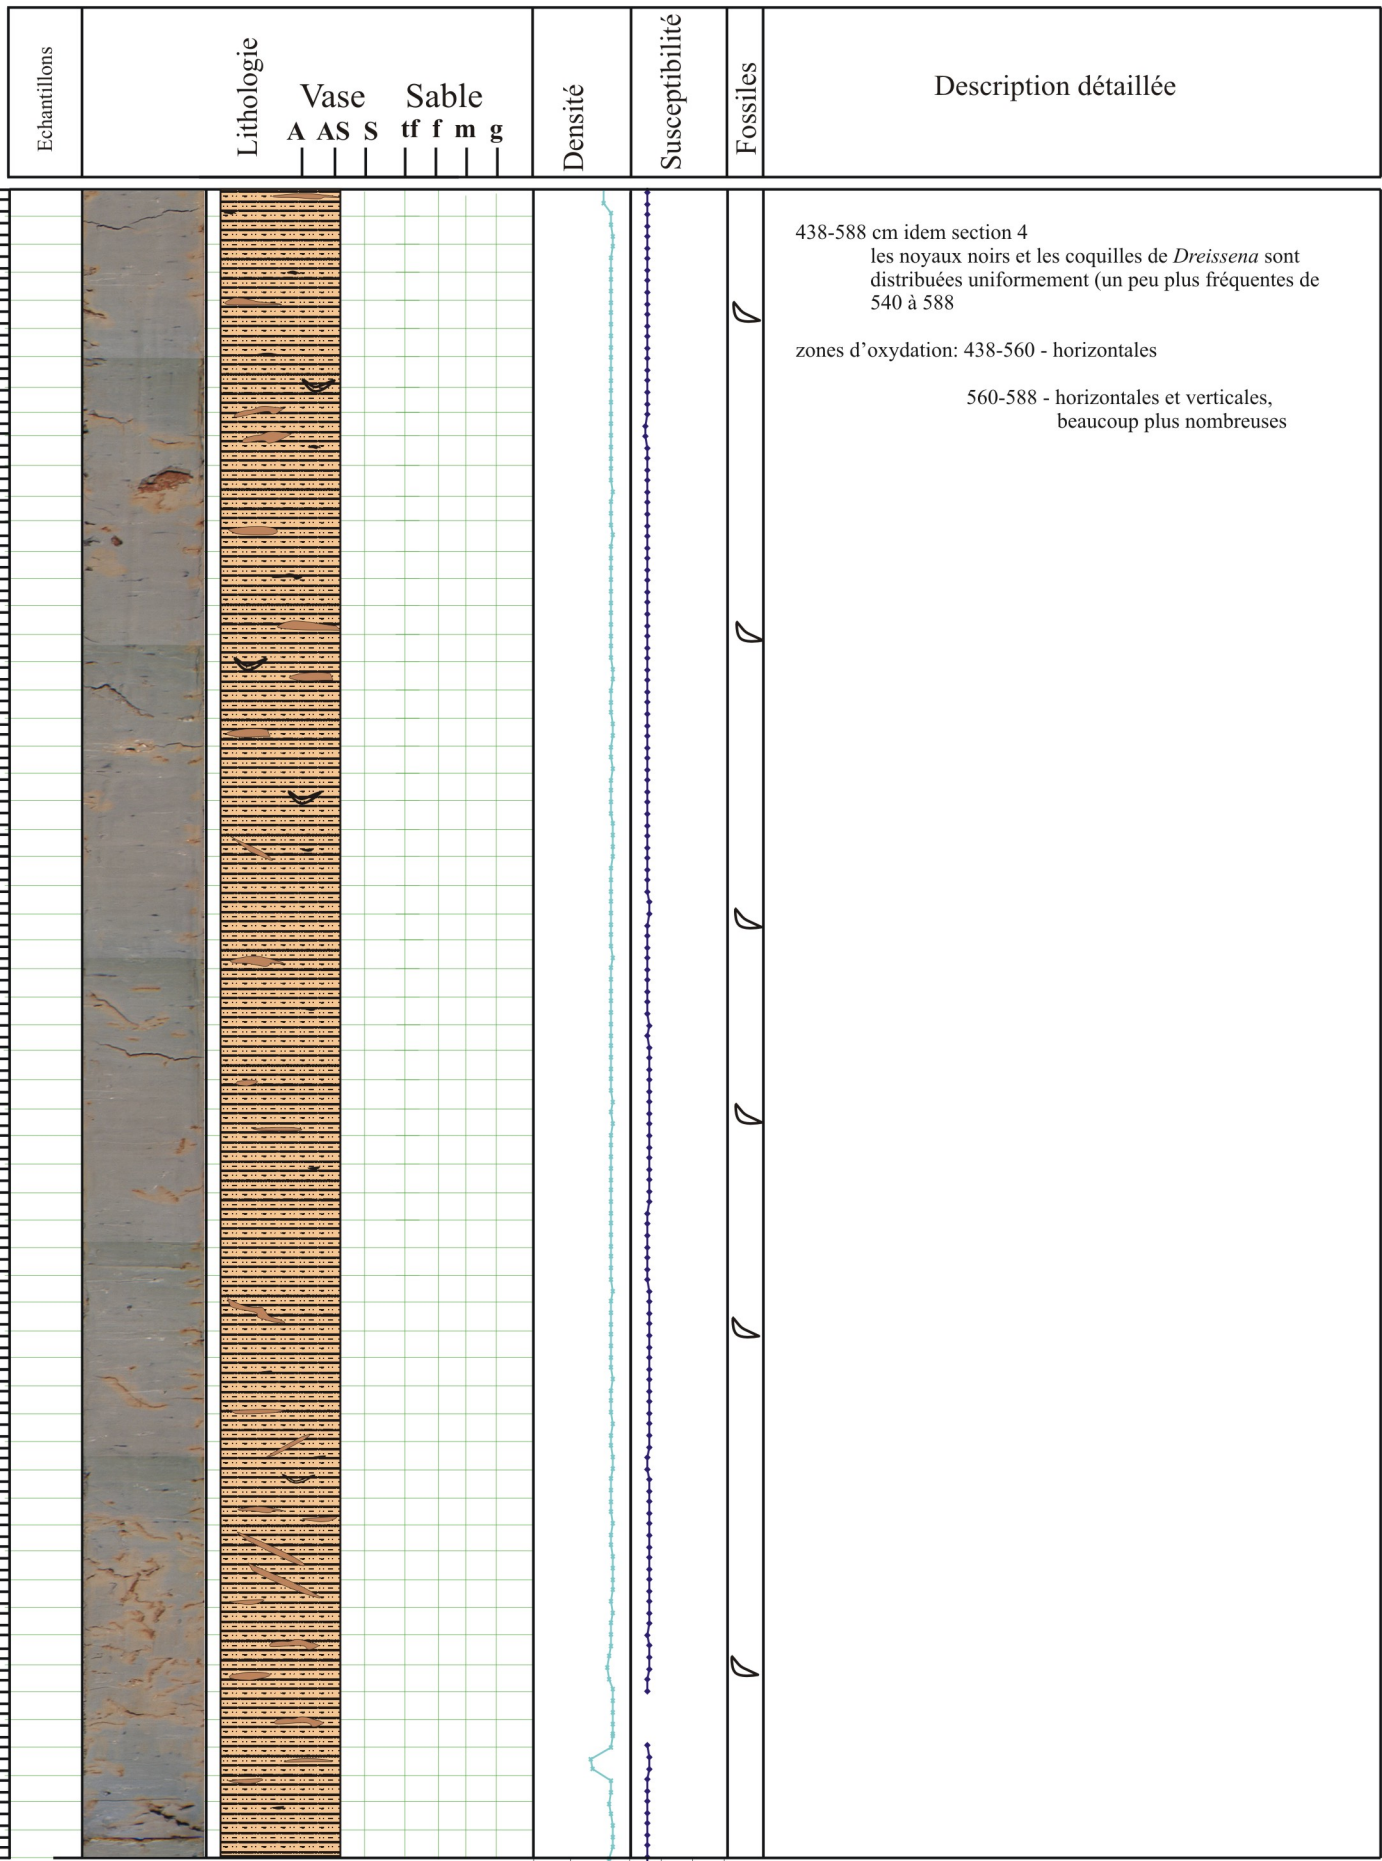 Echantillons
Lithologie
Vase
Sable
A AS S tf f m g
Densité
Susceptibilité
Fossiles
Description détaillée
438-588 cm idem section 4
les noyaux noirs et les coquilles de Dreissena sont
distribuées uniformement (un peu plus fréquentes de
540 à 588
zones d’oxydation: 438-560 - horizontales
560-588 - horizontales et verticales,
beaucoup plus nombreuses